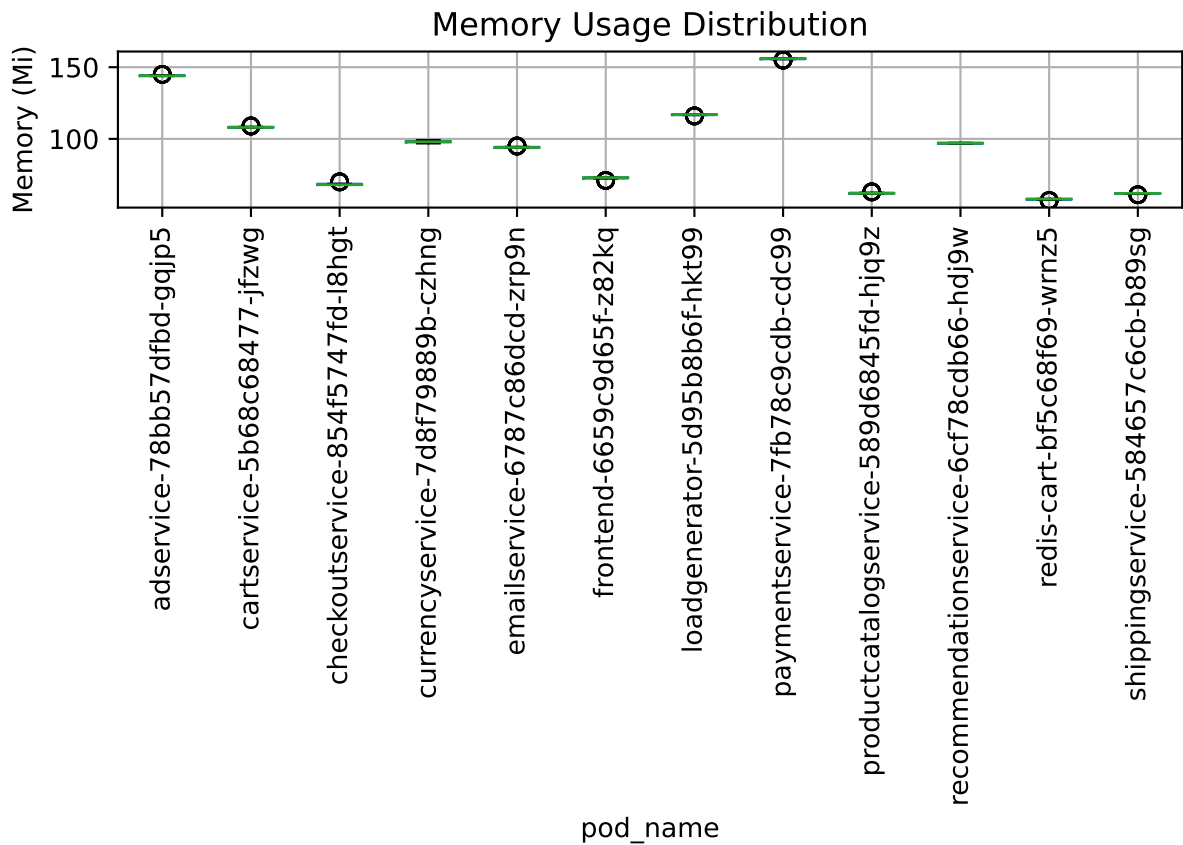 Memory Usage Distribution
Memory (Mi)
150
100
adservice-78bb57dfbd-gqjp5
cartservice-5b68c68477-jfzwg
checkoutservice-854f5747fd-l8hgt
currencyservice-7d8f79889b-czhng
emailservice-6787c86dcd-zrp9n
frontend-6659c9d65f-z82kq
loadgenerator-5d95b8b6f-hkt99
paymentservice-7fb78c9cdb-cdc99
productcatalogservice-589d6845fd-hjq9z
recommendationservice-6cf78cdb66-hdj9w
redis-cart-bf5c68f69-wrnz5
shippingservice-584657c6cb-b89sg
pod_name